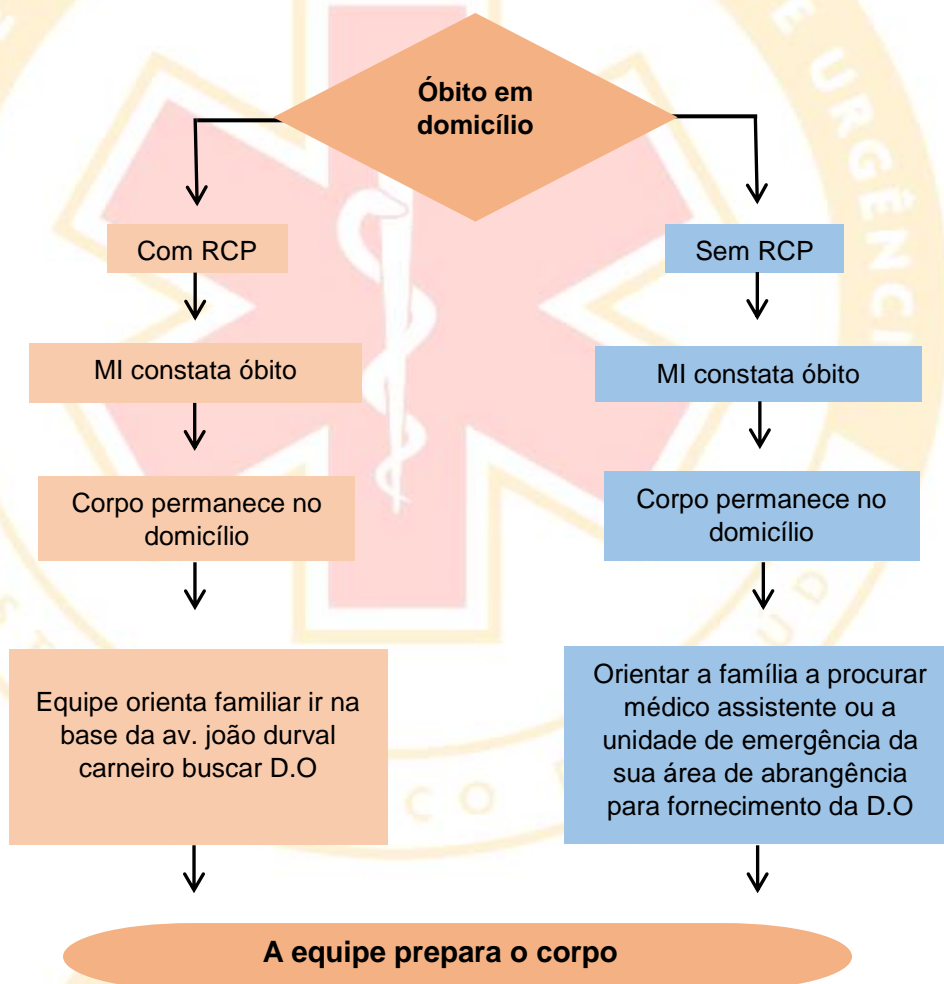 Óbito em
domicílio
Com RCP
Sem RCP
MI constata óbito
MI constata óbito
Corpo permanece no
domicílio
Corpo permanece no
domicílio
Equipe orienta familiar ir na
base da av. joão durval
carneiro buscar D.O
Orientar a família a procurar
médico assistente ou a
unidade de emergência da
sua área de abrangência
para fornecimento da D.O
A equipe prepara o corpo
E URGÊNCI